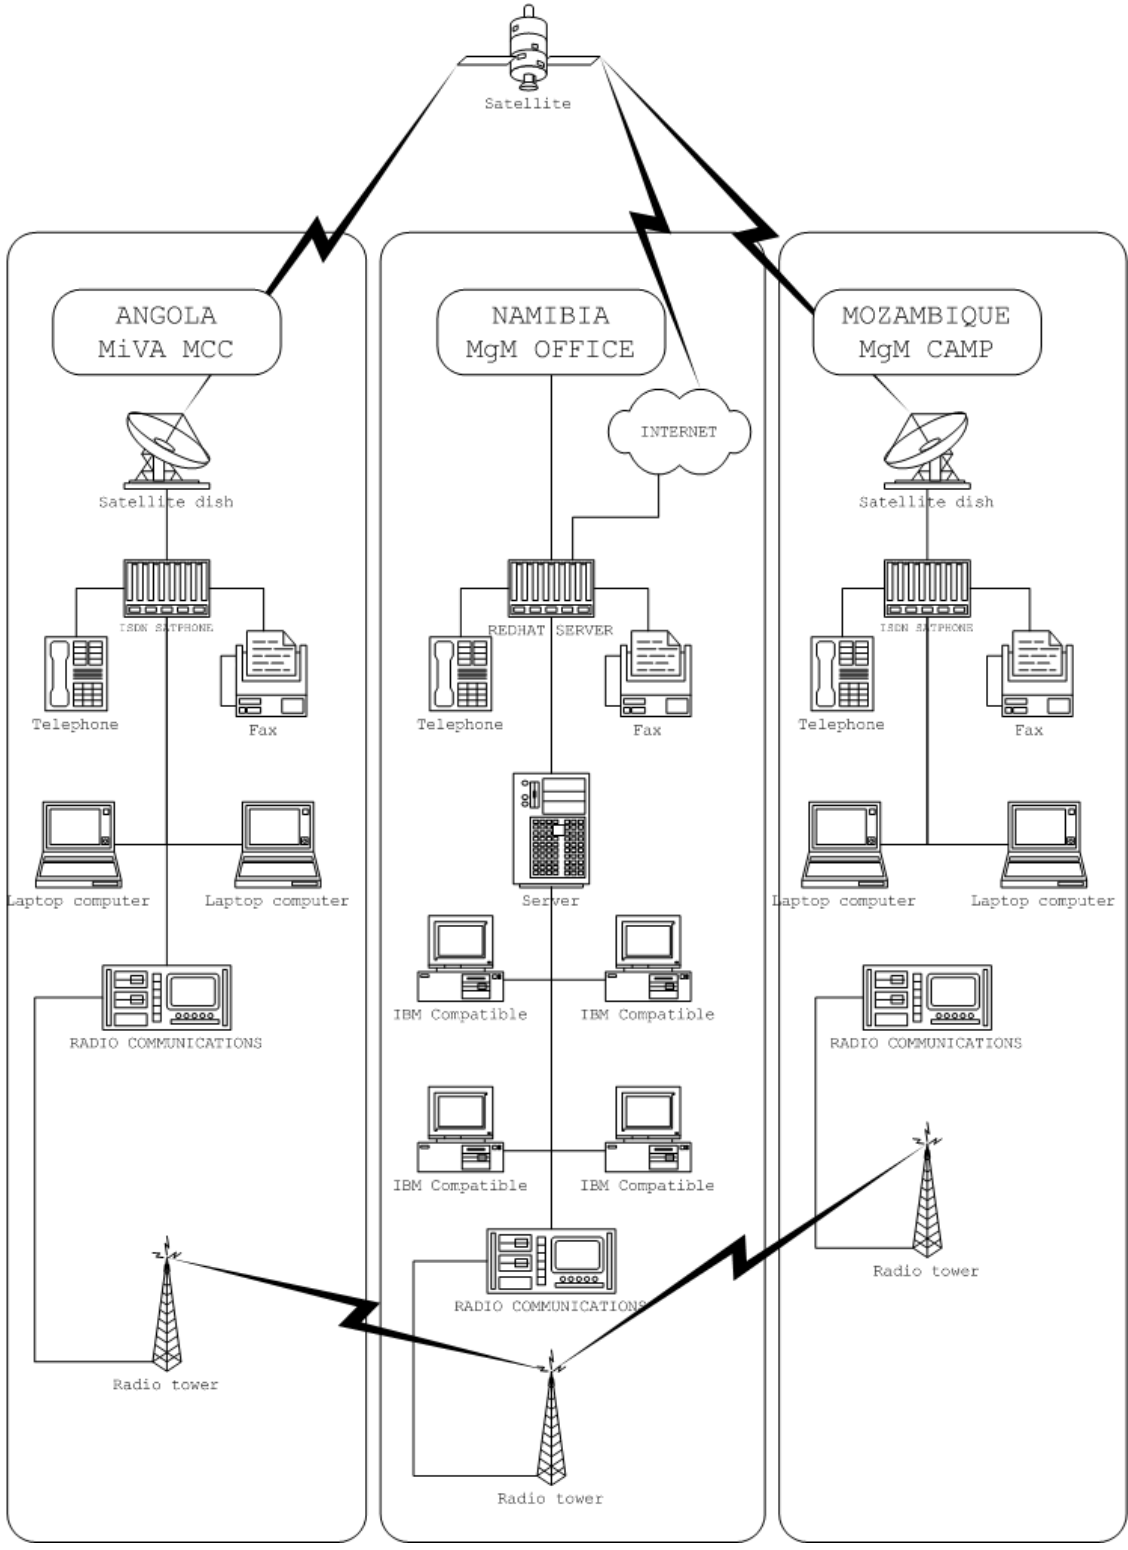 Satellite
ANGOLA
MiVA MCC
NAMIBIA
MgM OFFICE
MOZAMBIQUE
MgM CAMP
INTERNET
Satellite dish
Satellite dish
ISDN SATPHONE
REDHAT SERVER
ISDN SATPHONE
Telephone
Fax
Telephone
Fax
Telephone
Fax
Laptop computer
Laptop computer
Server
Laptop computer
Laptop computer
IBM Compatible
IBM Compatible
RADIO COMMUNICATIONS
RADIO COMMUNICATIONS
IBM Compatible
IBM Compatible
Radio tower
RADIO COMMUNICATIONS
Radio tower
Radio tower